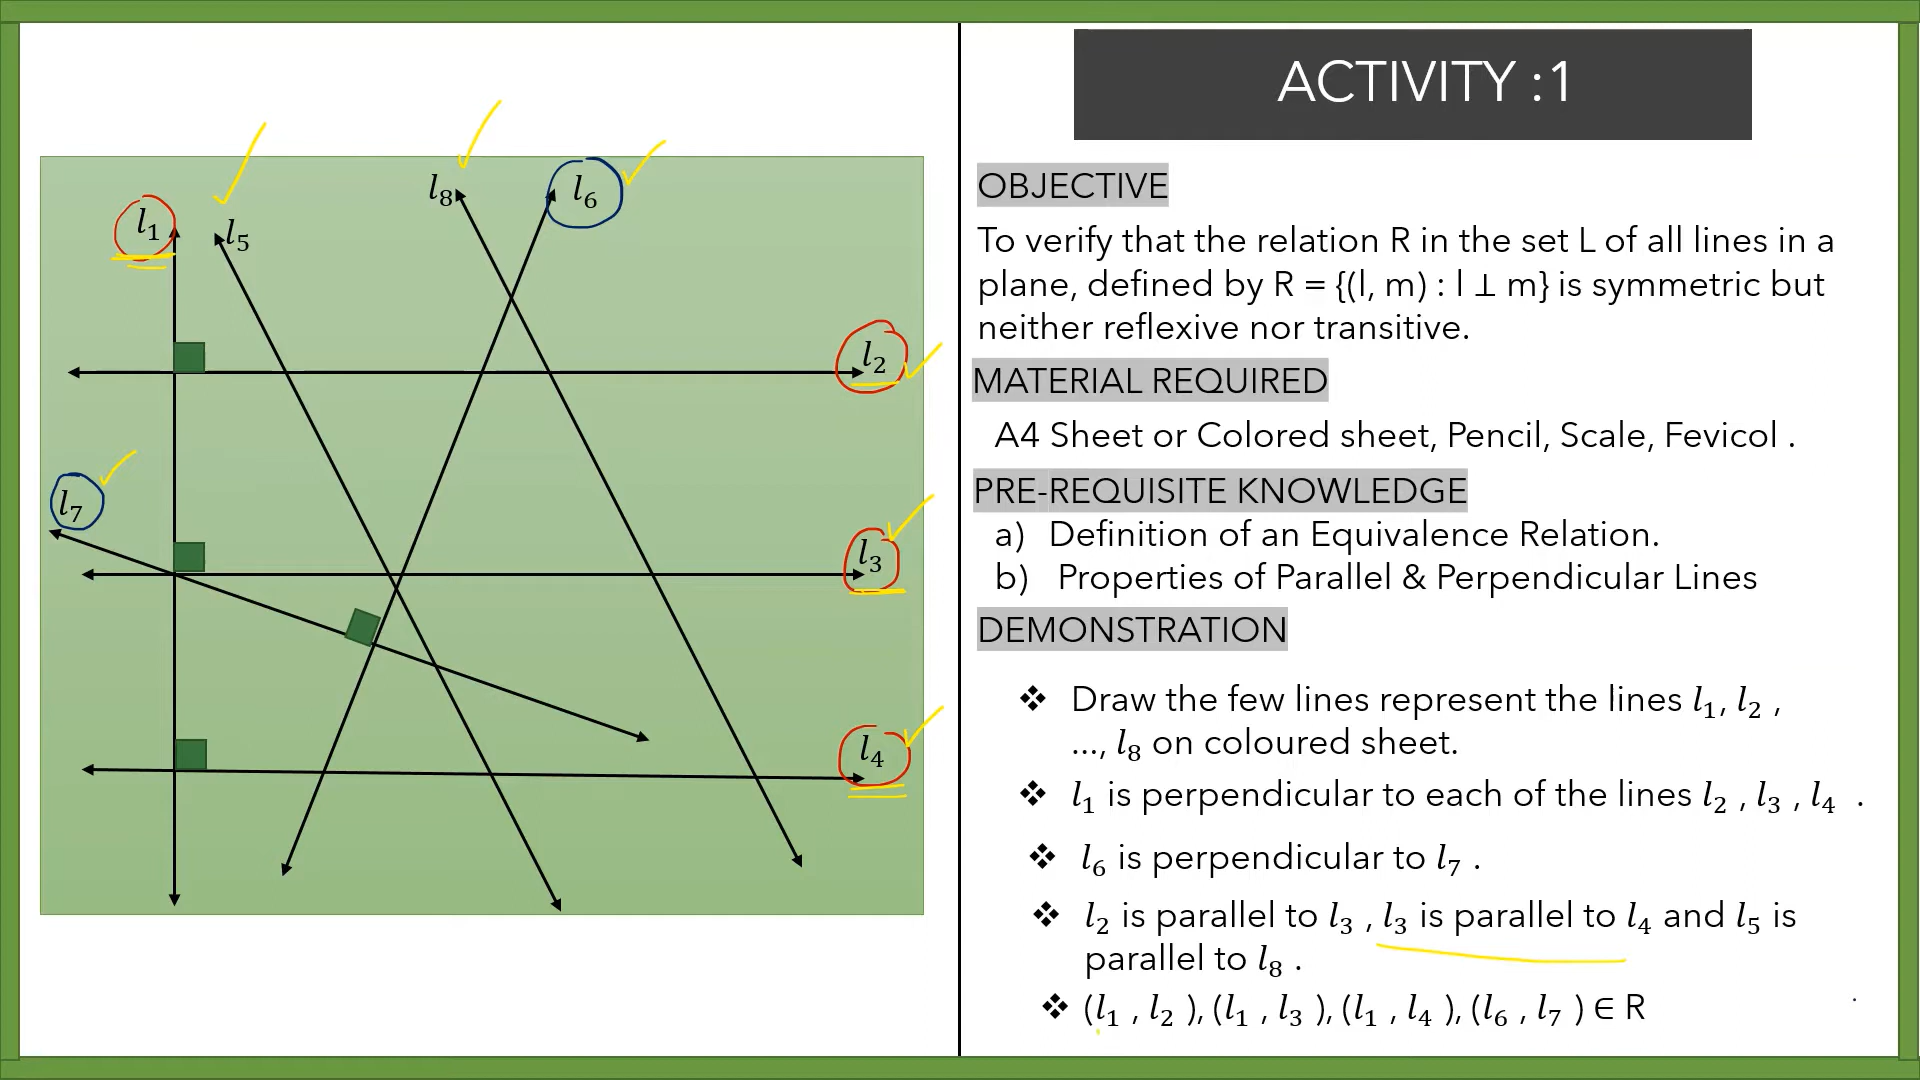 l₁
l₅
l₈
l₆
l₂
l₇
l₃
l₄
ACTIVITY :1
OBJECTIVE
To verify that the relation R in the set L of all lines in a
plane, defined by R = {(l, m) : l ⊥ m} is symmetric but
neither reflexive nor transitive.
MATERIAL REQUIRED
A4 Sheet or Colored sheet, Pencil, Scale, Fevicol .
PRE-REQUISITE KNOWLEDGE
a) Definition of an Equivalence Relation.
b) Properties of Parallel & Perpendicular Lines
DEMONSTRATION
❖ Draw the few lines represent the lines l₁, l₂ ,
..., l₈ on coloured sheet.
❖ l₁ is perpendicular to each of the lines l₂ , l₃ , l₄ .
❖ l₆ is perpendicular to l₇ .
❖ l₂ is parallel to l₃ , l₃ is parallel to l₄ and l₅ is
parallel to l₈ .
❖ (l₁ , l₂ ), (l₁ , l₃ ), (l₁ , l₄ ), (l₆ , l₇ ) ∈ R